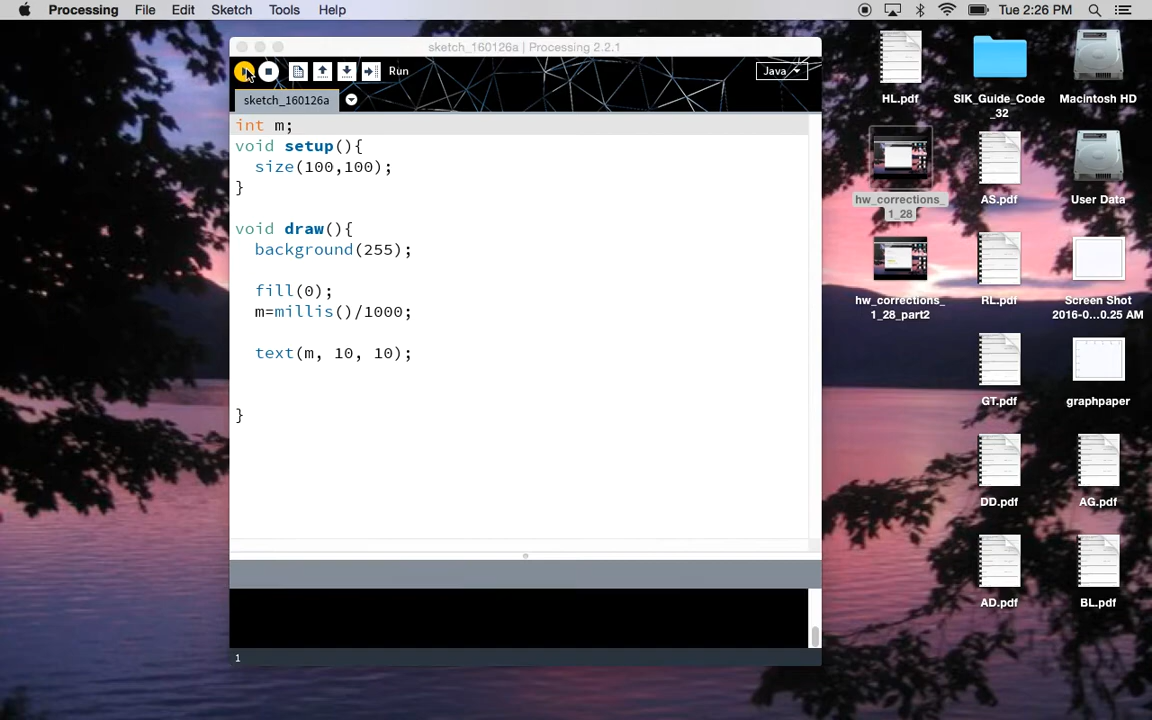 Processing File Edit Sketch Tools Help Tue 2:26 PM
sketch_160126a | Processing 2.2.1
Run Java
sketch_160126a
int m;
void setup(){
size(100,100);
}
void draw(){
background(255);
fill(0);
m=millis()/1000;
text(m, 10, 10);
}
1
HL.pdf
SIK_Guide_Code
_32
Macintosh HD
hw_corrections_
1_28
AS.pdf
User Data
hw_corrections_
1_28_part2
RL.pdf
Screen Shot
2016-0...0.25 AM
GT.pdf
graphpaper
DD.pdf
AG.pdf
AD.pdf
BL.pdf